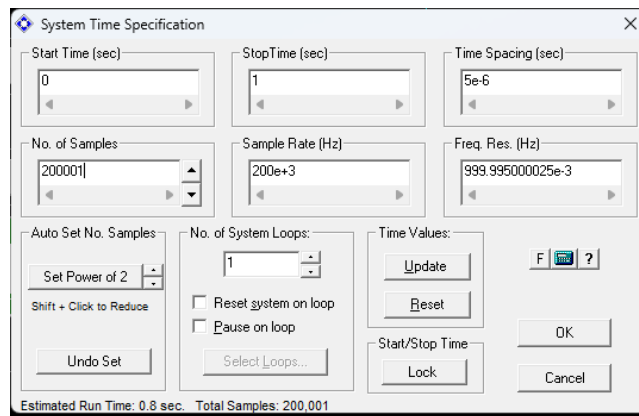 System Time Specification
Start Time (sec)
StopTime (sec)
Time Spacing (sec)
0
1
5e-6
No. of Samples
Sample Rate (Hz)
Freq. Res. (Hz)
200001
200e+3
999.995000025e-3
Auto Set No. Samples
No. of System Loops:
Time Values:
Set Power of 2
1
Update
F
?
Shift + Click to Reduce
Reset system on loop
Reset
Pause on loop
Start/Stop Time
OK
Undo Set
Select Loops...
Lock
Cancel
Estimated Run Time: 0.8 sec. Total Samples: 200,001